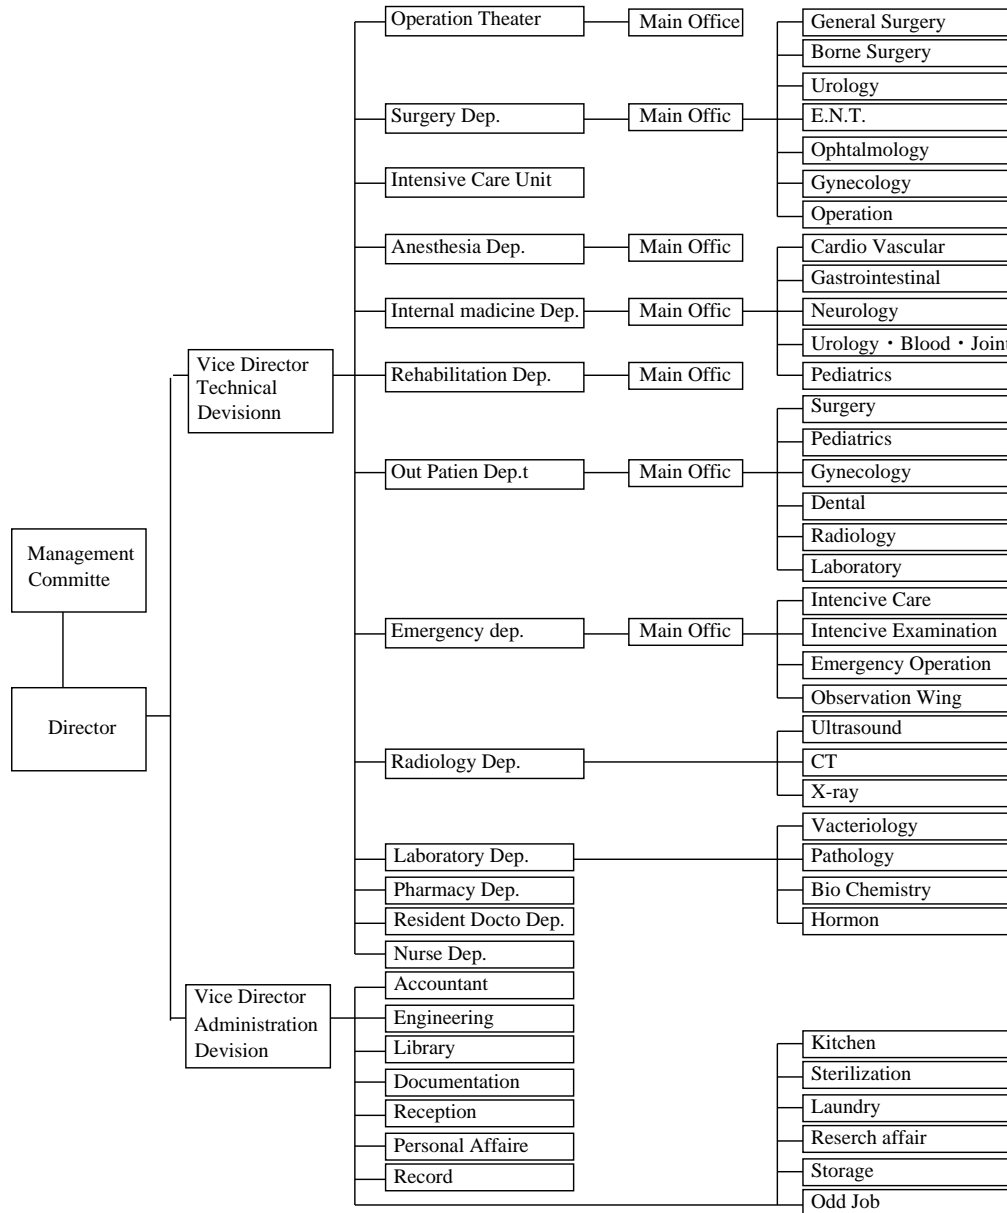 Operation Theater
Main Office
General Surgery
Borne Surgery
Urology
Surgery Dep.
Main Offic
E.N.T.
Ophtalmology
Intensive Care Unit
Gynecology
Operation
Anesthesia Dep.
Main Offic
Cardio Vascular
Gastrointestinal
Internal madicine Dep.
Main Offic
Neurology
Urology・Blood・Joint
Vice Director
Technical
Devisionn
Rehabilitation Dep.
Main Offic
Pediatrics
Surgery
Pediatrics
Out Patien Dep.t
Main Offic
Gynecology
Dental
Radiology
Laboratory
Management
Committe
Intencive Care
Emergency dep.
Main Offic
Intencive Examination
Emergency Operation
Observation Wing
Director
Ultrasound
Radiology Dep.
CT
X-ray
Vacteriology
Laboratory Dep.
Pathology
Pharmacy Dep.
Bio Chemistry
Resident Docto Dep.
Hormon
Nurse Dep.
Vice Director
Administration
Devision
Accountant
Engineering
Library
Documentation
Reception
Personal Affaire
Record
Kitchen
Sterilization
Laundry
Reserch affair
Storage
Odd Job